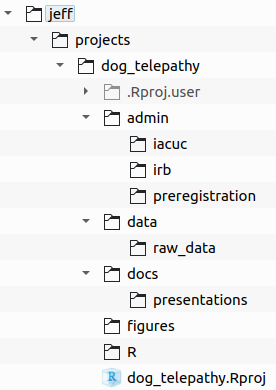 jeff
projects
dog_telepathy
.Rproj.user
admin
iacuc
irb
preregistration
data
raw_data
docs
presentations
figures
R
R dog_telepathy.Rproj